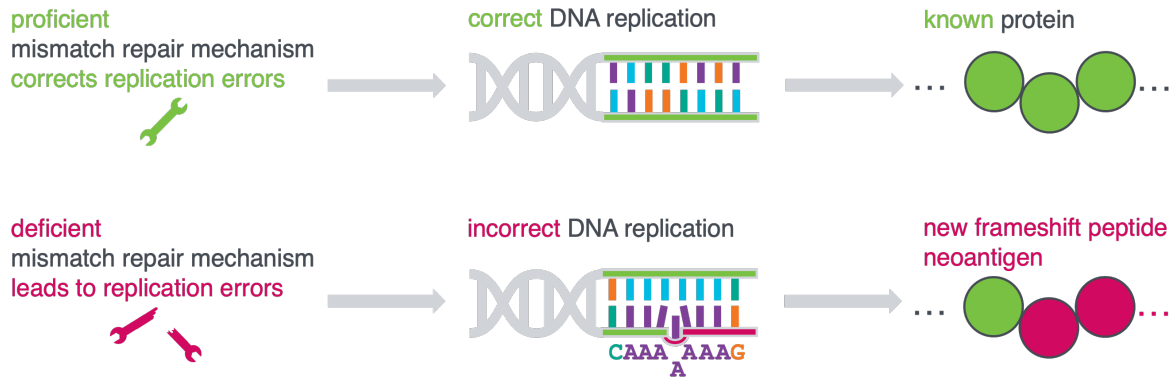 proficient
mismatch repair mechanism
corrects replication errors
correct DNA replication
known protein
...
...
deficient
mismatch repair mechanism
leads to replication errors
incorrect DNA replication
CAAA AAAG
A
new frameshift peptide
neoantigen
...
...